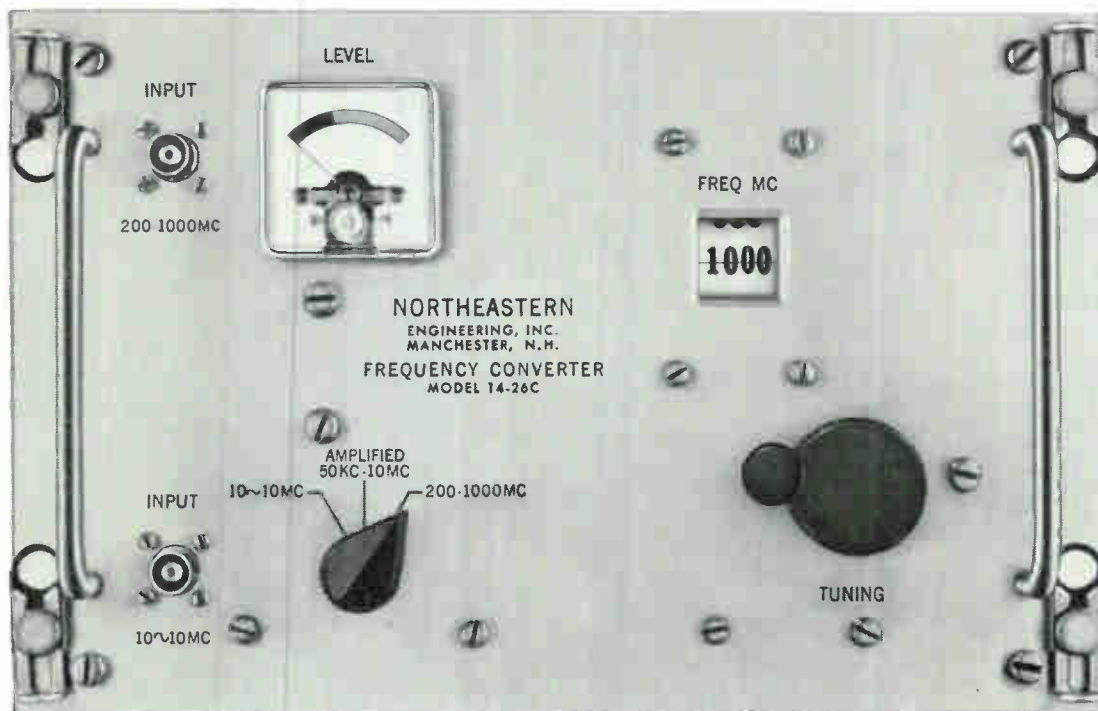 LEVEL
INPUT
200-1000MC
FREQ MC
1000
NORTHEASTERN
ENGINEERING, INC.
MANCHESTER, N.H.
FREQUENCY CONVERTER
MODEL 14-26C
AMPLIFIED
50KC-10MC
10~10MC
200-1000MC
INPUT
10~10MC
TUNING